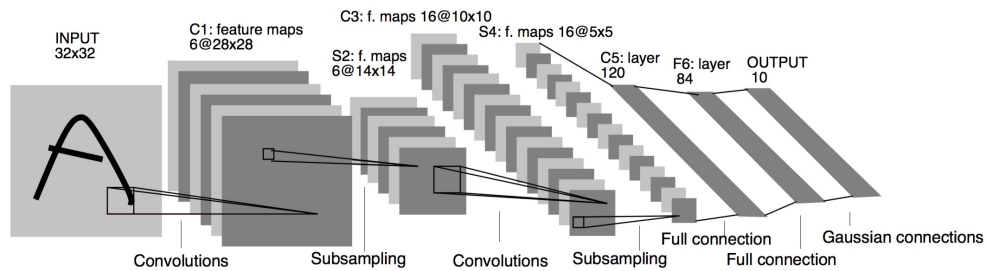 INPUT
32x32
C1: feature maps
6@28x28
S2: f. maps
6@14x14
C3: f. maps 16@10x10
S4: f. maps 16@5x5
C5: layer
120
F6: layer
84
OUTPUT
10
A
Convolutions
Subsampling
Convolutions
Subsampling
Full connection
Full connection
Gaussian connections